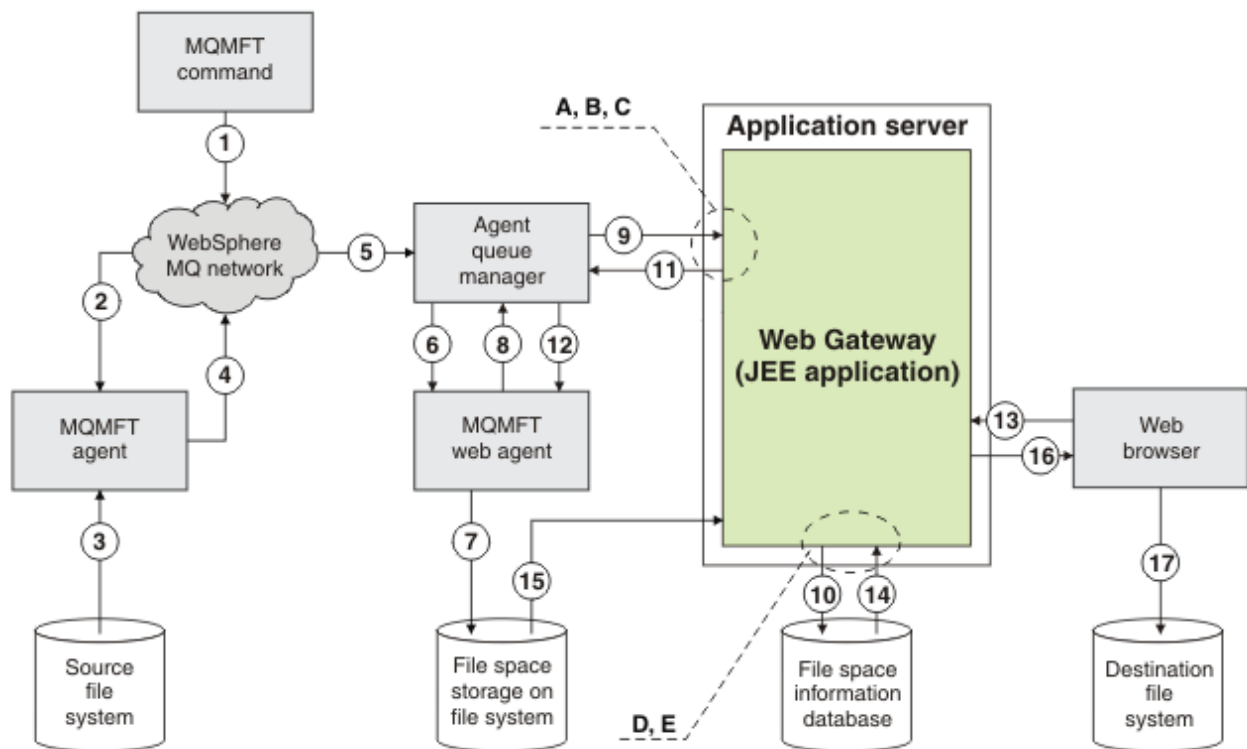 MQMFT
command
A, B, C
Application server
1
WebSphere
MQ network
5
Agent
queue
manager
9
11
2
4
6
8
12
Web Gateway
(JEE application)
MQMFT
agent
MQMFT
web agent
13
16
Web
browser
3
7
15
10
14
17
Source
file
system
File space
storage on
file system
D, E
File space
information
database
Destination
file
system